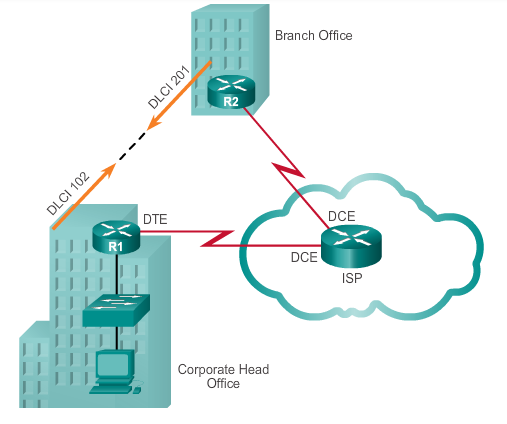 Branch Office
DLCI 201
R2
DLCI 102
DTE
R1
DCE
DCE
ISP
Corporate Head
Office